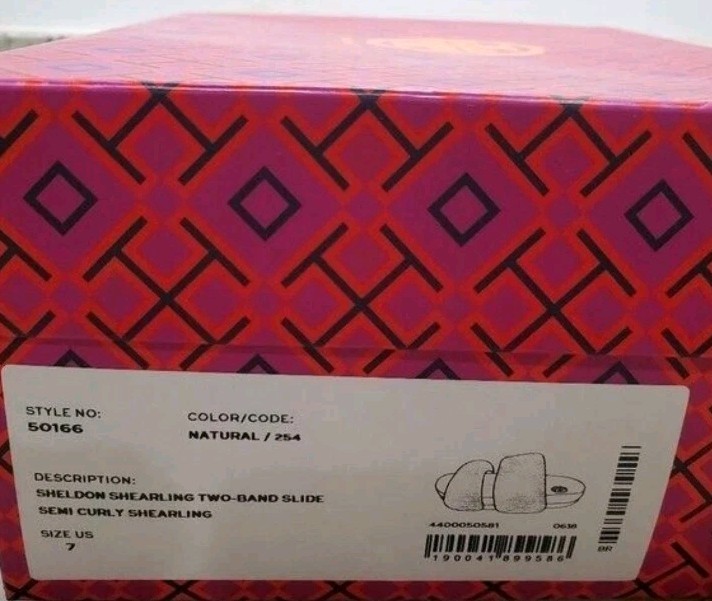 STYLE NO:
50166
COLOR/CODE:
NATURAL / 254
DESCRIPTION:
SHELDON SHEARLING TWO-BAND SLIDE
SEMI CURLY SHEARLING
SIZE US
7
4400050581 0638
190041899586
BR